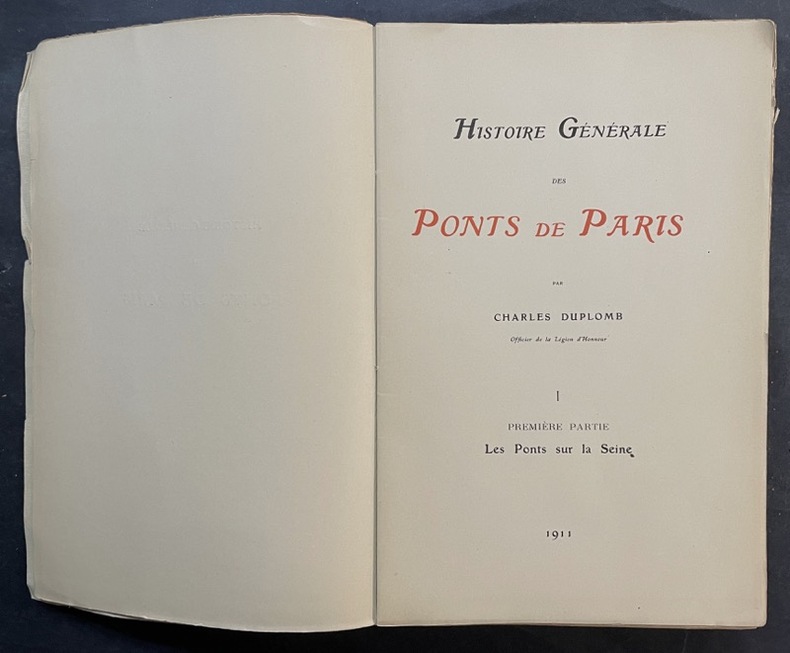 Histoire Générale
des
Ponts de Paris
par
CHARLES DUPLOMB
Officier de la Légion d'Honneur
I
PREMIÈRE PARTIE
Les Ponts sur la Seine
1911